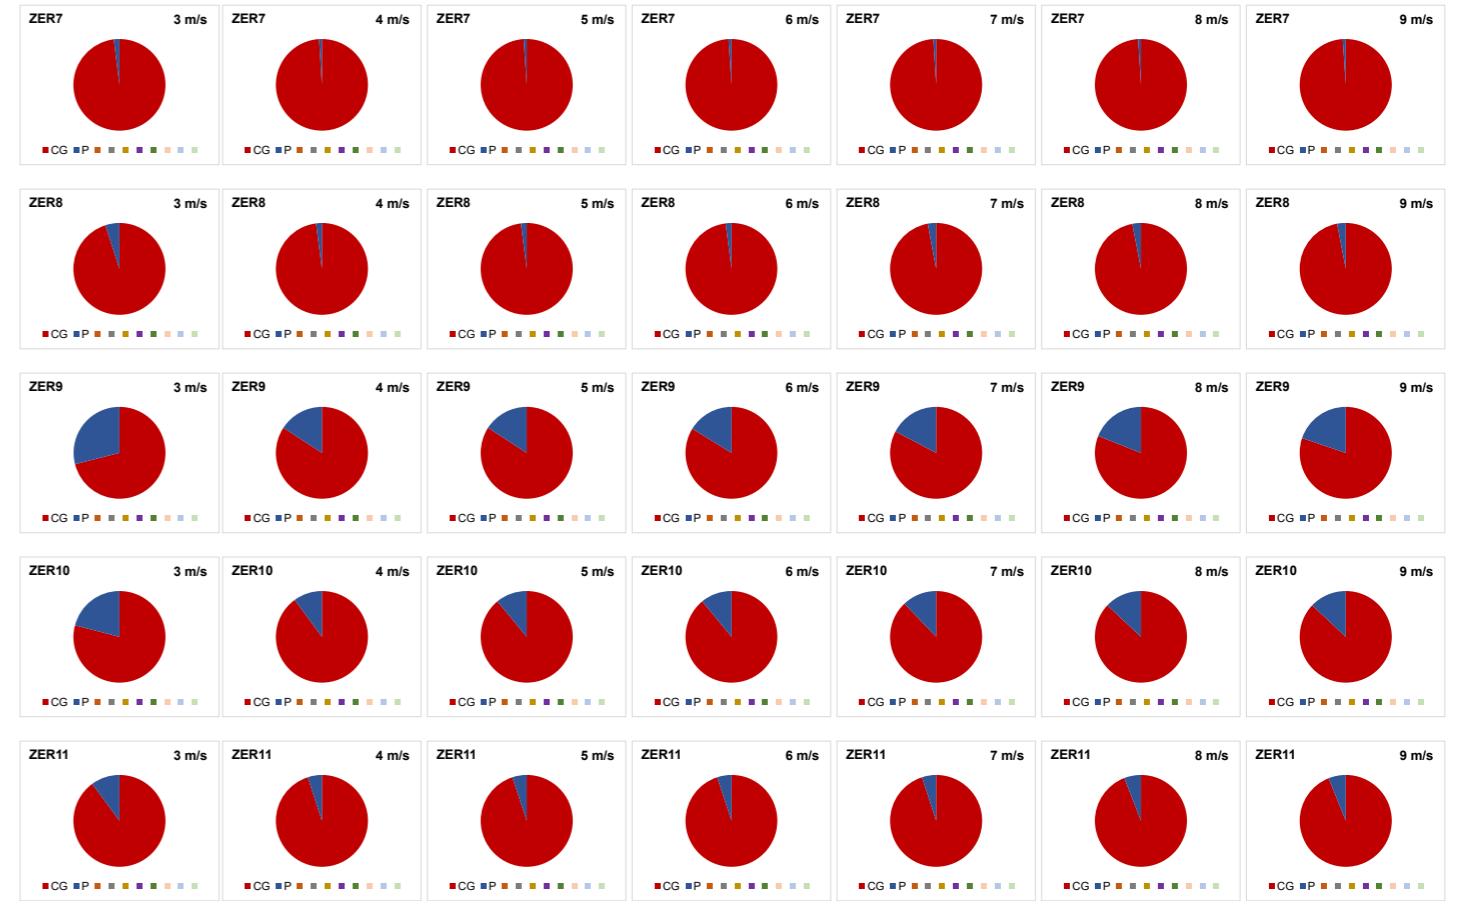 ZER7 3 m/s ZER7 4 m/s ZER7 5 m/s ZER7 6 m/s ZER7 7 m/s ZER7 8 m/s ZER7 9 m/s
CG P CG P CG P CG P CG P CG P CG P
ZER8 3 m/s ZER8 4 m/s ZER8 5 m/s ZER8 6 m/s ZER8 7 m/s ZER8 8 m/s ZER8 9 m/s
CG P CG P CG P CG P CG P CG P CG P
ZER9 3 m/s ZER9 4 m/s ZER9 5 m/s ZER9 6 m/s ZER9 7 m/s ZER9 8 m/s ZER9 9 m/s
CG P CG P CG P CG P CG P CG P CG P
ZER10 3 m/s ZER10 4 m/s ZER10 5 m/s ZER10 6 m/s ZER10 7 m/s ZER10 8 m/s ZER10 9 m/s
CG P CG P CG P CG P CG P CG P CG P
ZER11 3 m/s ZER11 4 m/s ZER11 5 m/s ZER11 6 m/s ZER11 7 m/s ZER11 8 m/s ZER11 9 m/s
CG P CG P CG P CG P CG P CG P CG P